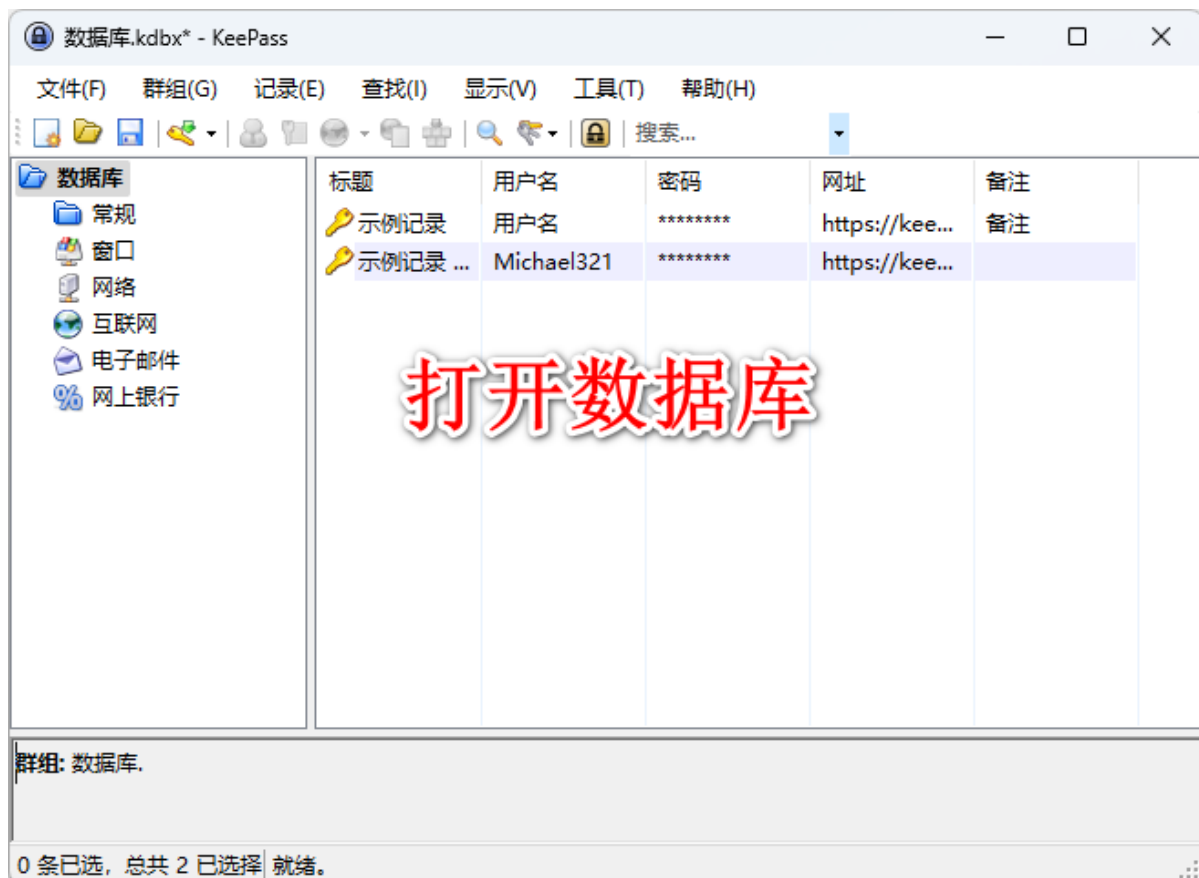 数据库.kdbx* - KeePass
文件(F) 群组(G) 记录(E) 查找(I) 显示(V) 工具(T) 帮助(H)
搜索...
数据库
常规
窗口
网络
互联网
电子邮件
网上银行
标题 用户名 密码 网址 备注
示例记录 用户名 ******** https://kee... 备注
示例记录 ... Michael321 ******** https://kee...
打开数据库
群组: 数据库.
0 条已选，总共 2 已选择 就绪。